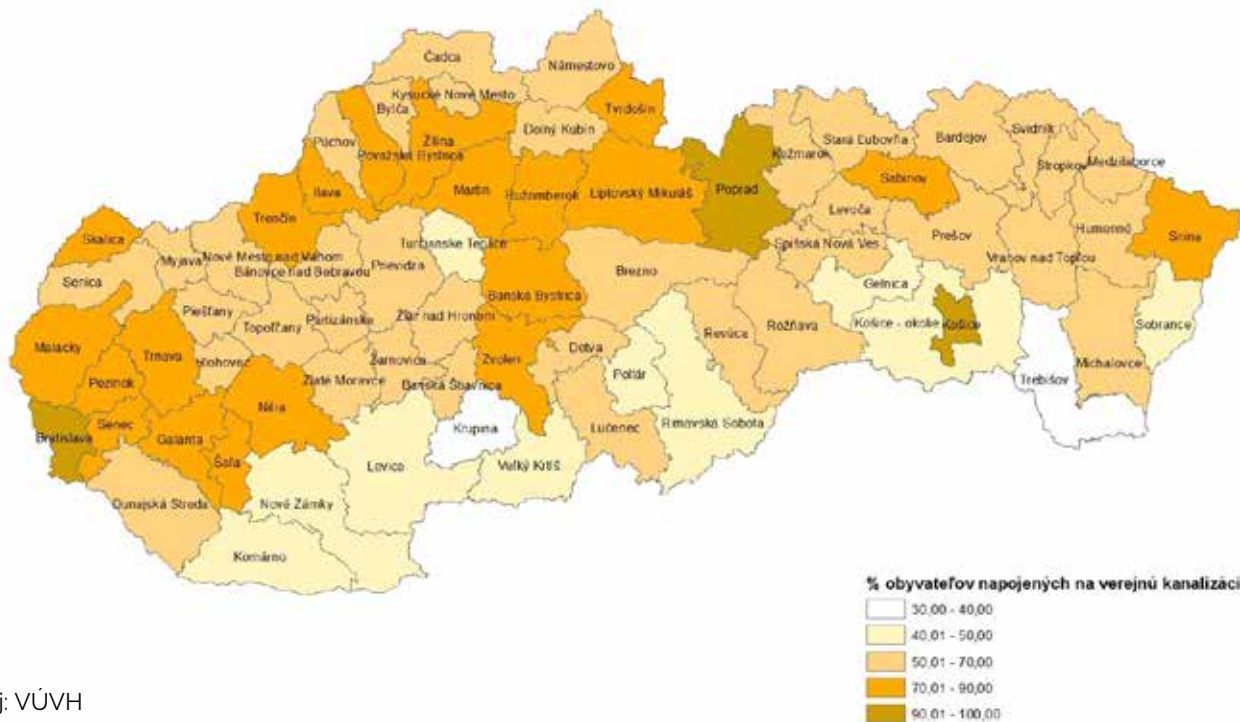 Čadca
Námestovo
Kysucké Nové Mesto
Bytča
Tvrdošín
Dolný Kubín
Púchov
Žilina
Považská Bystrica
Stará Ľubovňa
Bardejov
Svidník
Stropkov
Medzilaborce
Kežmarok
Ilava
Martin
Ružomberok
Liptovský Mikuláš
Poprad
Sabinov
Trenčín
Levoča
Skalica
Turčianske Teplice
Spišská Nová Ves
Prešov
Humenné
Snina
Myjava
Nové Mesto nad Váhom
Bánovce nad Bebravou
Prievidza
Vranov nad Topľou
Senica
Brezno
Banská Bystrica
Gelnica
Piešťany
Topoľčany
Partizánske
Žiar nad Hronom
Košice - okolie
Košice
Sobrance
Malacky
Trnava
Hlohovec
Žarnovica
Zvolen
Detva
Revúca
Rožňava
Michalovce
Pezinok
Zlaté Moravce
Banská Štiavnica
Poltár
Trebišov
Nitra
Krupina
Lučenec
Rimavská Sobota
Bratislava
Senec
Galanta
Šaľa
Levice
Veľký Krtíš
Dunajská Streda
Nové Zámky
Komárno
% obyvateľov napojených na verejnú kanalizáci
30,00 - 40,00
40,01 - 50,00
50,01 - 70,00
70,01 - 90,00
90,01 - 100,00
j: VÚVH